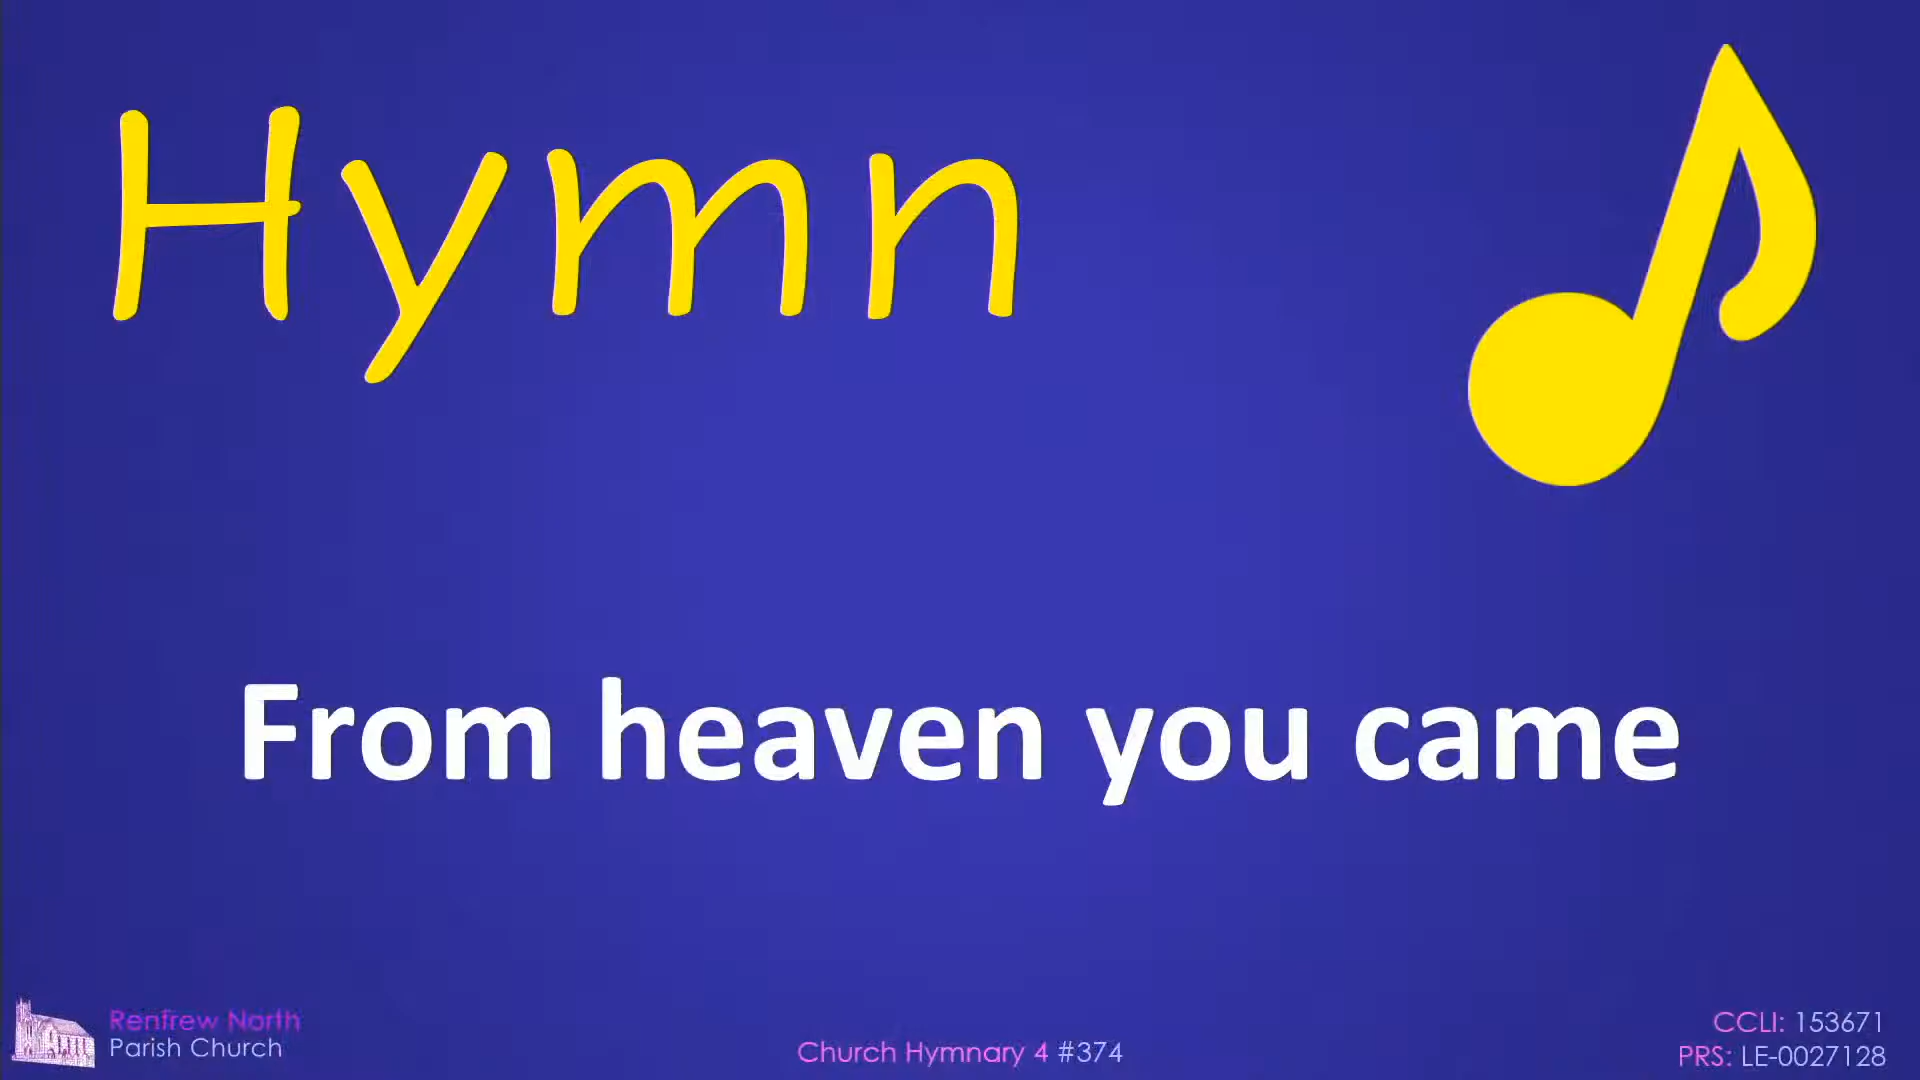 Hymn
From heaven you came
Renfrew North
Parish Church
Church Hymnary 4 #374
CCLI: 153671
PRS: LE-0027128